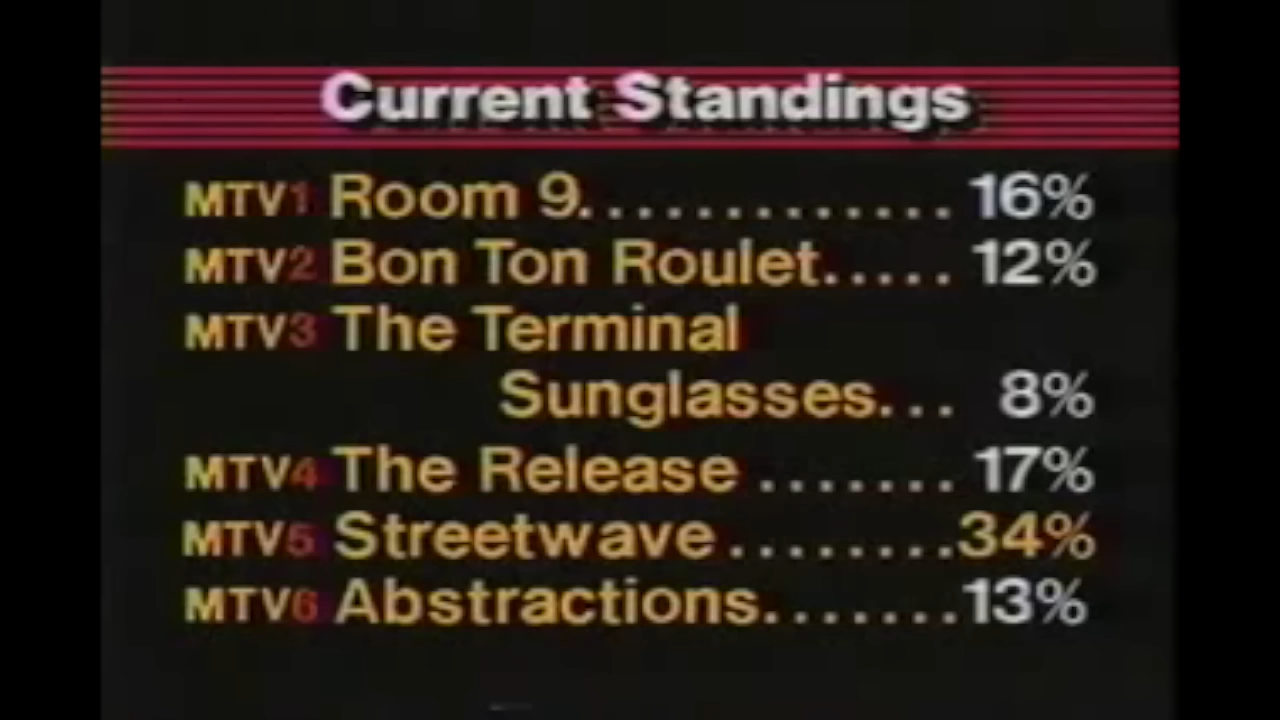 Current Standings
MTV1 Room 9.............16%
MTV2 Bon Ton Roulet.....12%
MTV3 The Terminal
Sunglasses... 8%
MTV4 The Release .......17%
MTV5 Streetwave ........34%
MTV6 Abstractions.......13%